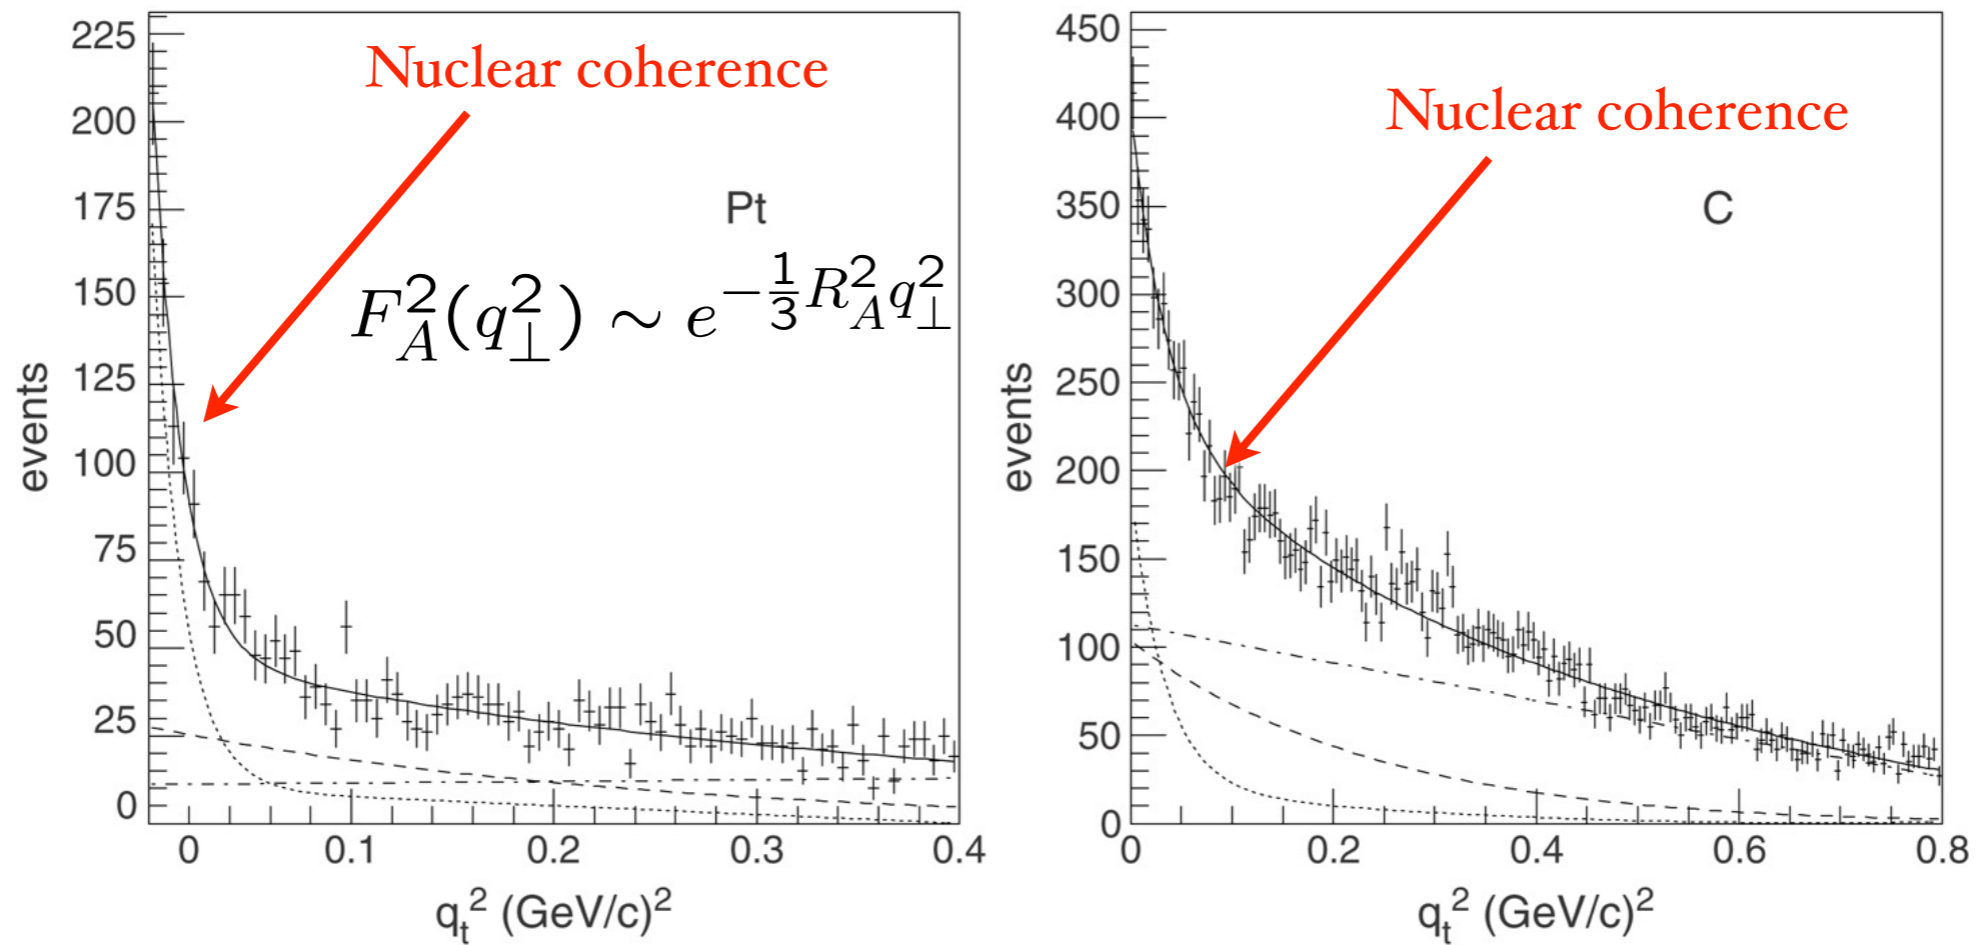 225
200
175
150
125
100
75
50
25
0
events
Nuclear coherence
Pt
F_A^2(q_⊥^2) ∼ e^{-\frac{1}{3}R_A^2 q_⊥^2}
0 0.1 0.2 0.3 0.4
q_t^2 (GeV/c)^2
450
400
350
300
250
200
150
100
50
0
events
Nuclear coherence
C
0 0.2 0.4 0.6 0.8
q_t^2 (GeV/c)^2